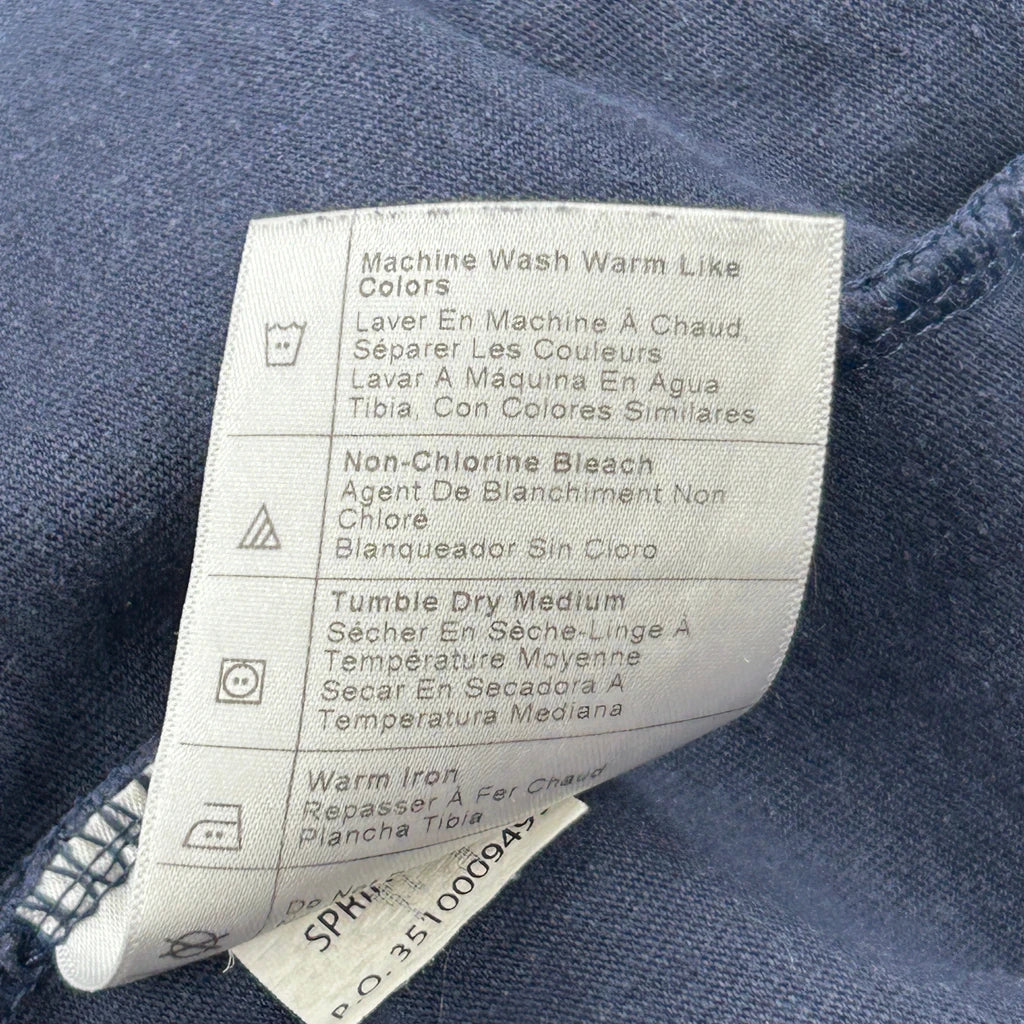 Machine Wash Warm Like
Colors
Laver En Machine À Chaud,
Séparer Les Couleurs
Lavar A Máquina En Agua
Tibia, Con Colores Similares
Non-Chlorine Bleach
Agent De Blanchiment Non
Chloré
Blanqueador Sin Cloro
Tumble Dry Medium
Sécher En Sèche-Linge À
Température Moyenne
Secar En Secadora A
Temperatura Mediana
Warm Iron
Repasser À Fer Chaud
Plancha Tibia
Do
P.O- 351000949